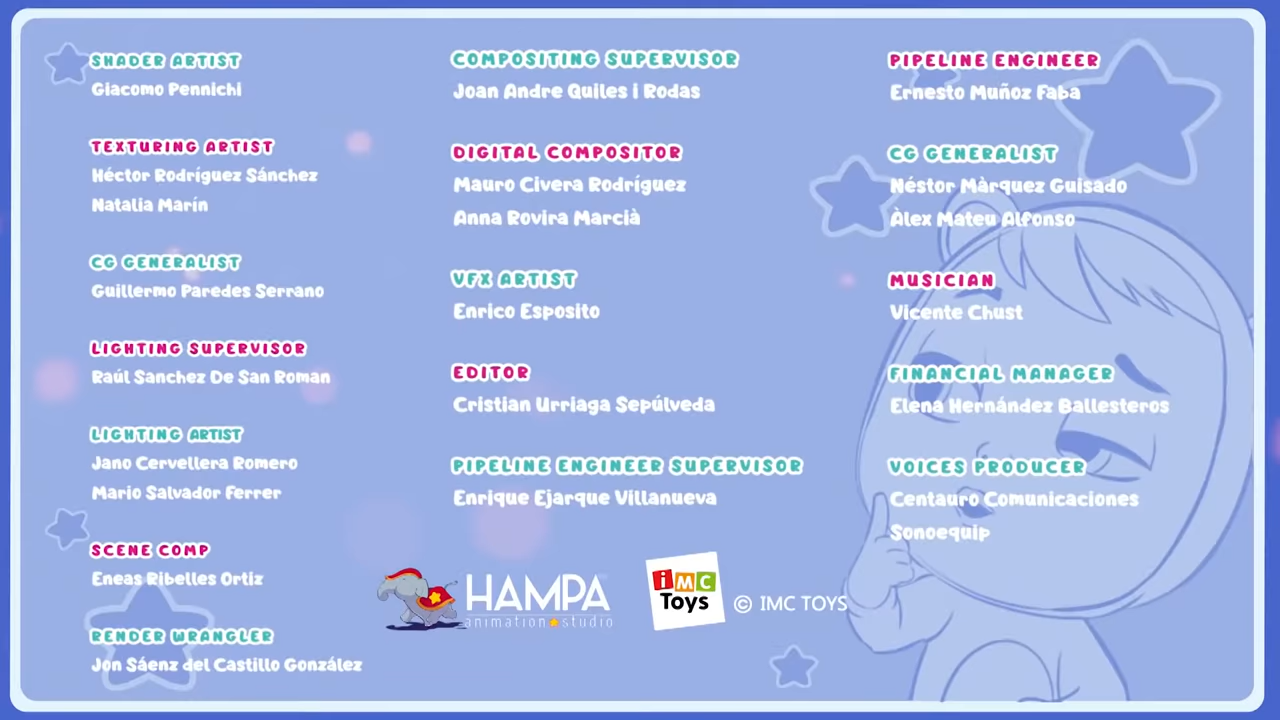 SHADER ARTIST
Giacomo Pennichi
TEXTURING ARTIST
Héctor Rodríguez Sánchez
Natalia Marín
CG GENERALIST
Guillermo Paredes Serrano
LIGHTING SUPERVISOR
Raúl Sanchez De San Roman
LIGHTING ARTIST
Jano Cervellera Romero
Mario Salvador Ferrer
SCENE COMP
Eneas Ribelles Ortiz
RENDER WRANGLER
Jon Sáenz del Castillo González
COMPOSITING SUPERVISOR
Joan Andre Quiles i Rodas
DIGITAL COMPOSITOR
Mauro Civera Rodríguez
Anna Rovira Marcià
VFX ARTIST
Enrico Esposito
EDITOR
Cristian Urriaga Sepúlveda
PIPELINE ENGINEER SUPERVISOR
Enrique Ejarque Villanueva
PIPELINE ENGINEER
Ernesto Muñoz Faba
CG GENERALIST
Néstor Màrquez Guisado
Àlex Mateu Alfonso
MUSICIAN
Vicente Chust
FINANCIAL MANAGER
Elena Hernández Ballesteros
VOICES PRODUCER
Centauro Comunicaciones
Sonoequip
HAMPA
animation studio
iMC
Toys
© IMC TOYS